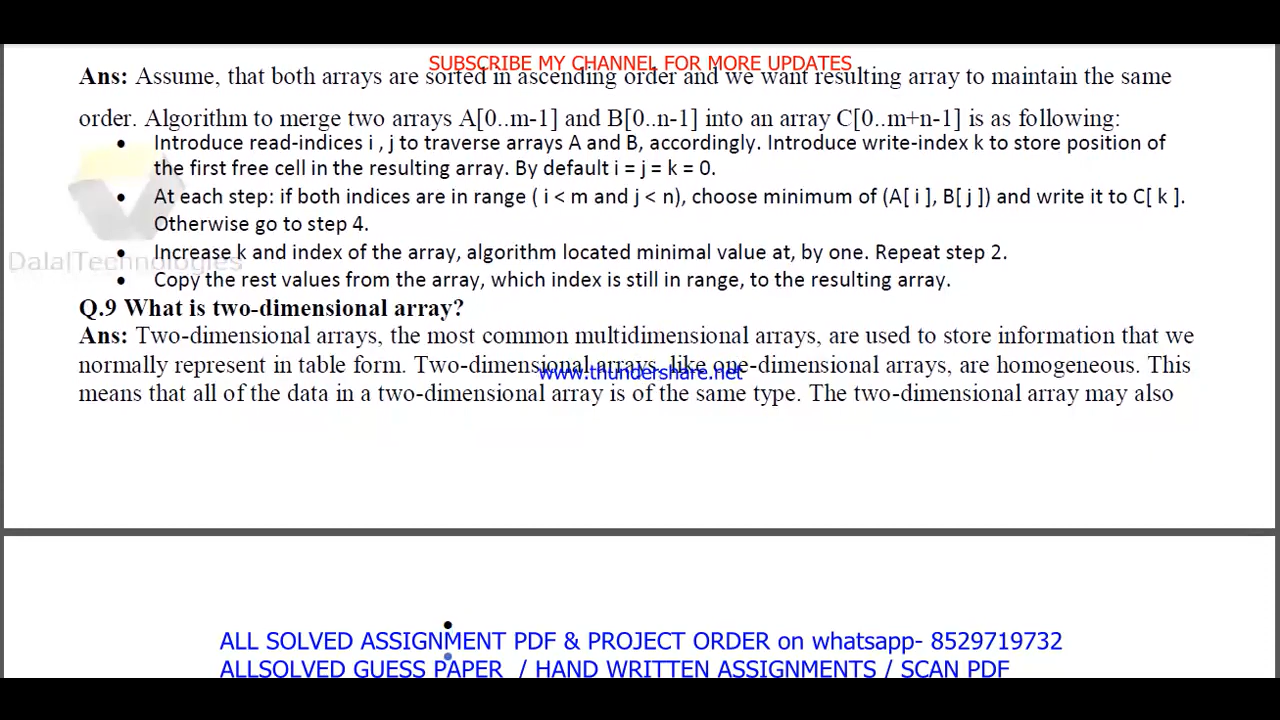 SUBSCRIBE MY CHANNEL FOR MORE UPDATES
Ans: Assume, that both arrays are sorted in ascending order and we want resulting array to maintain the same
order. Algorithm to merge two arrays A[0..m-1] and B[0..n-1] into an array C[0..m+n-1] is as following:
• Introduce read-indices i , j to traverse arrays A and B, accordingly. Introduce write-index k to store position of
the first free cell in the resulting array. By default i = j = k = 0.
• At each step: if both indices are in range ( i < m and j < n), choose minimum of (A[ i ], B[ j ]) and write it to C[ k ].
Otherwise go to step 4.
• Increase k and index of the array, algorithm located minimal value at, by one. Repeat step 2.
DalalTechnologies
• Copy the rest values from the array, which index is still in range, to the resulting array.
Q.9 What is two-dimensional array?
Ans: Two-dimensional arrays, the most common multidimensional arrays, are used to store information that we
normally represent in table form. Two-dimensional arrays, like one-dimensional arrays, are homogeneous. This
www.thundershare.net
means that all of the data in a two-dimensional array is of the same type. The two-dimensional array may also
•
ALL SOLVED ASSIGNMENT PDF & PROJECT ORDER on whatsapp- 8529719732
ALLSOLVED GUESS PAPER / HAND WRITTEN ASSIGNMENTS / SCAN PDF